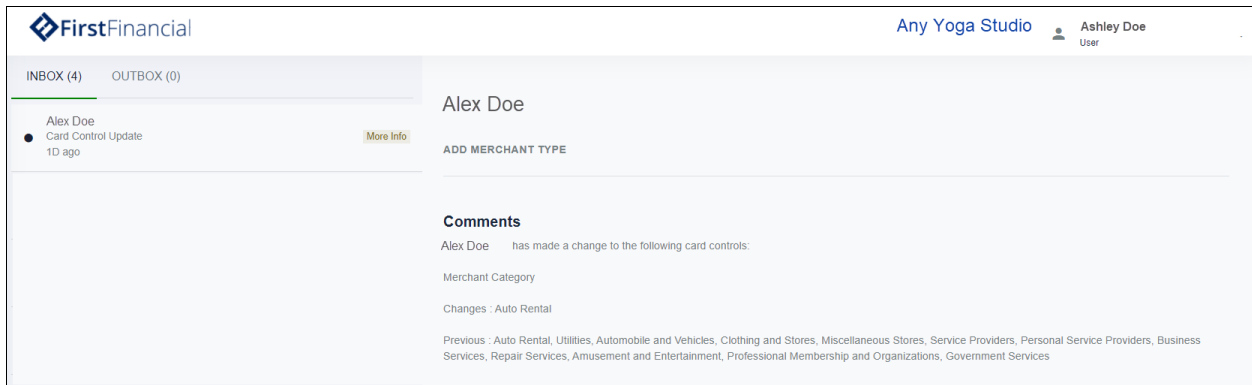 FirstFinancial
Any Yoga Studio
Ashley Doe
User
INBOX (4) OUTBOX (0)
Alex Doe
Card Control Update
1D ago
More Info
Alex Doe
ADD MERCHANT TYPE
Comments
Alex Doe has made a change to the following card controls:
Merchant Category
Changes : Auto Rental
Previous : Auto Rental, Utilities, Automobile and Vehicles, Clothing and Stores, Miscellaneous Stores, Service Providers, Personal Service Providers, Business
Services, Repair Services, Amusement and Entertainment, Professional Membership and Organizations, Government Services